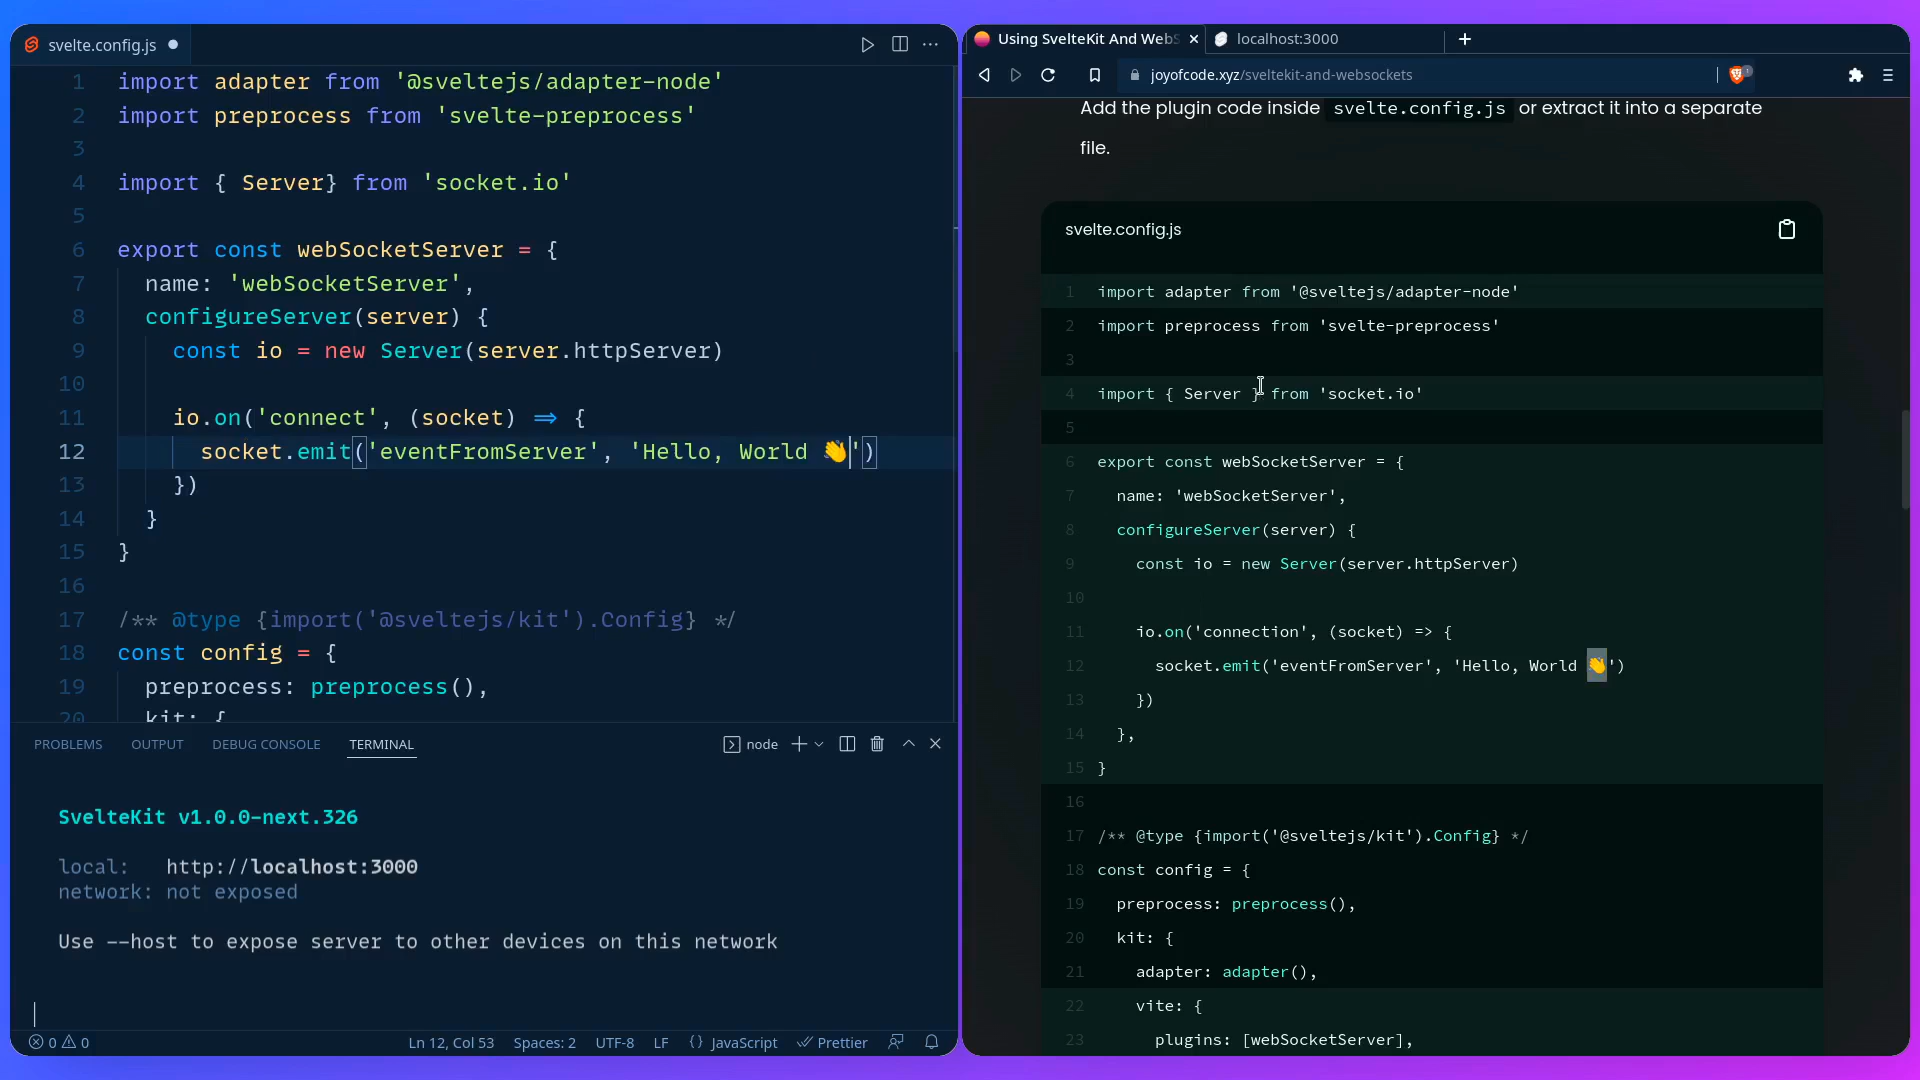 svelte.config.js
1 import adapter from '@sveltejs/adapter-node'
2 import preprocess from 'svelte-preprocess'
3
4 import { Server} from 'socket.io'
5
6 export const webSocketServer = {
7 name: 'webSocketServer',
8 configureServer(server) {
9 const io = new Server(server.httpServer)
10
11 io.on('connect', (socket) ⇒ {
12 socket.emit('eventFromServer', 'Hello, World 👋')
13 })
14 }
15 }
16
17 /** @type {import('@sveltejs/kit').Config} */
18 const config = {
19 preprocess: preprocess(),
20 kit: {
PROBLEMS OUTPUT DEBUG CONSOLE TERMINAL node
SvelteKit v1.0.0-next.326
local: http://localhost:3000
network: not exposed
Use --host to expose server to other devices on this network
0 0 Ln 12, Col 53 Spaces: 2 UTF-8 LF {} JavaScript Prettier
Using SvelteKit And WebS localhost:3000
joyofcode.xyz/sveltekit-and-websockets
Add the plugin code inside svelte.config.js or extract it into a separate
file.
svelte.config.js
1 import adapter from '@sveltejs/adapter-node'
2 import preprocess from 'svelte-preprocess'
3
4 import { Server } from 'socket.io'
5
6 export const webSocketServer = {
7 name: 'webSocketServer',
8 configureServer(server) {
9 const io = new Server(server.httpServer)
10
11 io.on('connection', (socket) => {
12 socket.emit('eventFromServer', 'Hello, World 👋')
13 })
14 },
15 }
16
17 /** @type {import('@sveltejs/kit').Config} */
18 const config = {
19 preprocess: preprocess(),
20 kit: {
21 adapter: adapter(),
22 vite: {
23 plugins: [webSocketServer],